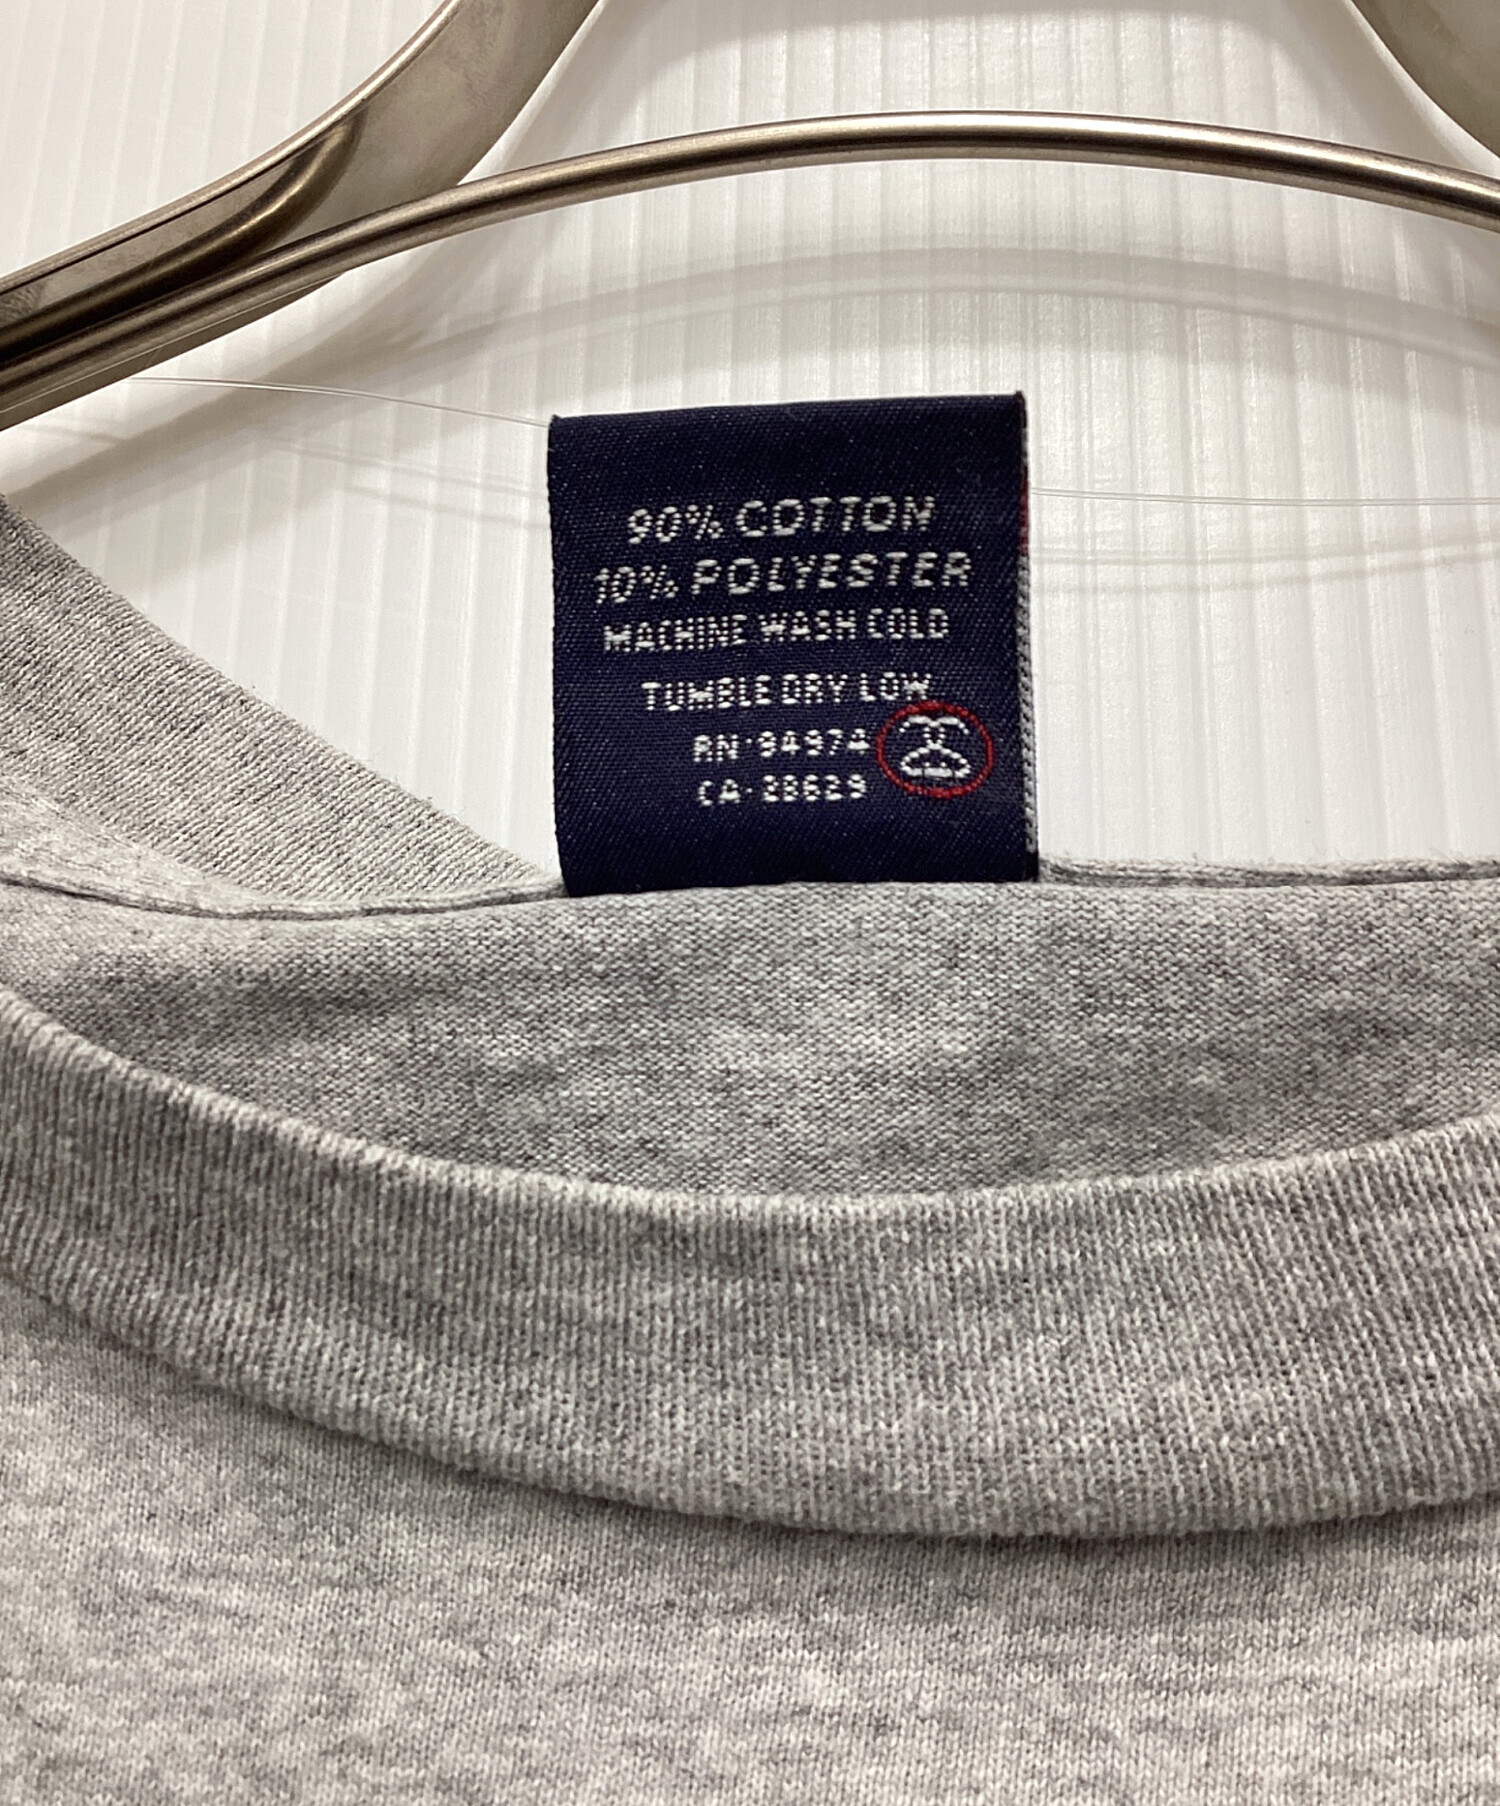 90% COTTON
10% POLYESTER
MACHINE WASH COLD
TUMBLE DRY LOW
RN·94974
CA·28629